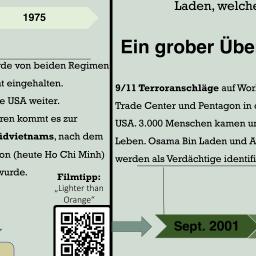 1975
rde von beiden Regimen
nt eingehalten.
e USA weiter.
ren kommt es zur
idvietnams, nach dem
on (heute Ho Chi Minh)
wurde.
Filmtipp:
„Lighter than
Orange”
Laden, welche
Ein grober Übe
9/11 Terroranschläge auf Wor
Trade Center und Pentagon in d
USA. 3.000 Menschen kamen u
Leben. Osama Bin Laden und A
werden als Verdächtige identifi
Sept. 2001